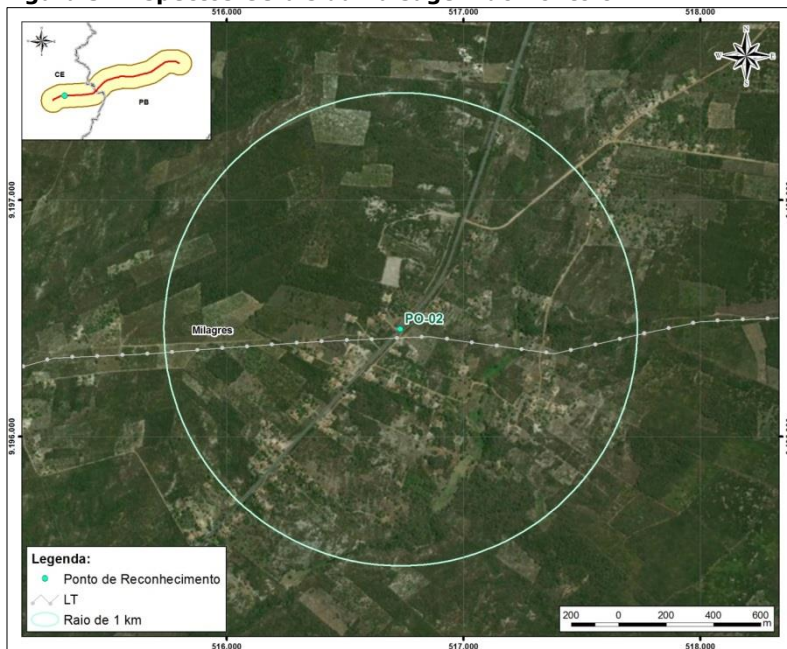 516.000
517.000
518.000
CE
PB
N
W
E
S
9.197.000
PO-02
Milagres
9.196.000
Legenda:
Ponto de Reconhecimento
LT
Raio de 1 km
200 0 200 400 600
m
516.000
517.000
518.000